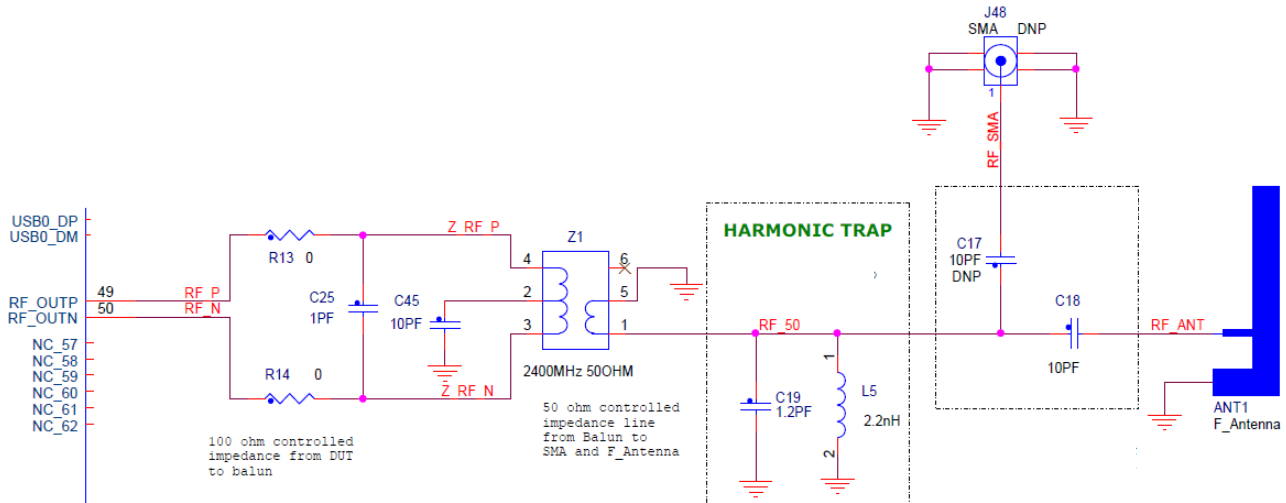 J48
SMA DNP
1
RF_SMA
USB0_DP
USB0_DM
RF_OUTP
RF_OUTN
NC_57
NC_58
NC_59
NC_60
NC_61
NC_62
49
50
RF_P
RF_N
R13 0
R14 0
C25
1PF
C45
10PF
Z_RF_P
Z_RF_N
Z1
4
2
3
6
5
1
2400MHz 50OHM
100 ohm controlled
impedance from DUT
to balun
50 ohm controlled
impedance line
from Balun to
SMA and F_Antenna
HARMONIC TRAP
RF_50
C19
1.2PF
1
L5
2.2nH
2
C17
10PF
DNP
C18
10PF
RF_ANT
ANT1
F_Antenna